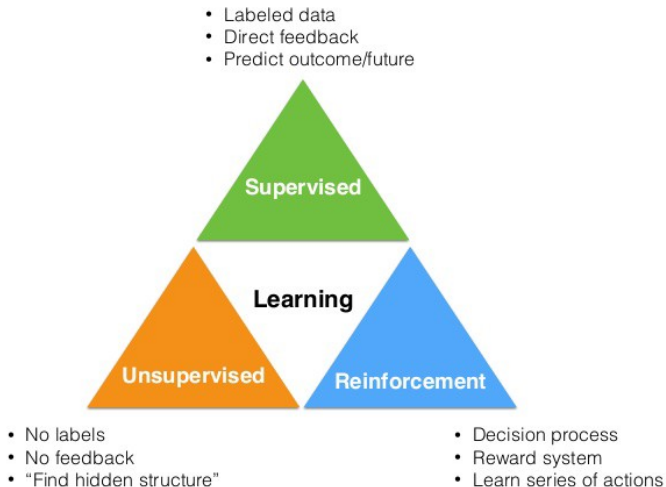 • Labeled data
• Direct feedback
• Predict outcome/future
Supervised
Learning
Unsupervised
Reinforcement
• No labels
• No feedback
• “Find hidden structure”
• Decision process
• Reward system
• Learn series of actions